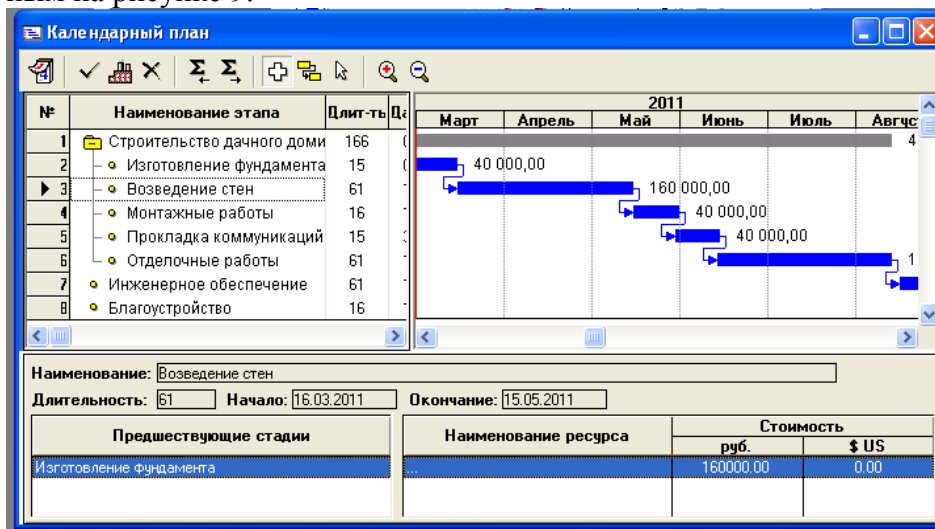 Календарный план
№ Наименование этапа Длит-ть
2011
Март Апрель Май Июнь Июль Август
1 Строительство дачного доми 166
2 Изготовление фундамента 15 40 000,00
3 Возведение стен 61 160 000,00
4 Монтажные работы 16 40 000,00
5 Прокладка коммуникаций 15 40 000,00
6 Отделочные работы 61 1
7 Инженерное обеспечение 61
8 Благоустройство 16
Наименование: Возведение стен
Длительность: 61 Начало: 16.03.2011 Окончание: 15.05.2011
Предшествующие стадии Наименование ресурса Стоимость
руб. $ US
Изготовление фундамента ... 160000.00 0.00